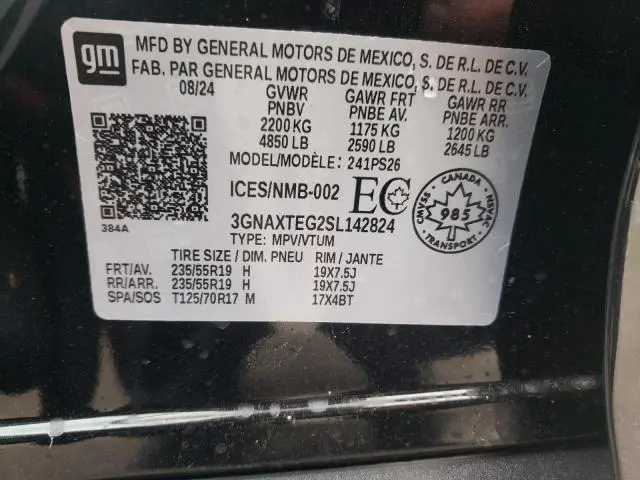 gm
MFD BY GENERAL MOTORS DE MEXICO, S. DE R.L. DE C.V.
FAB. PAR GENERAL MOTORS DE MEXICO, S. DE R.L. DE C.V.
08/24 GVWR GAWR FRT GAWR RR
PNBV PNBE AV. PNBE ARR.
2200 KG 1175 KG 1200 KG
4850 LB 2590 LB 2645 LB
MODEL/MODÈLE: 241PS26
ICES/NMB-002 EC
CANADA
CMVSS NSVAC
985
TRANSPORT
384A
3GNAXTEG2SL142824
TYPE: MPV/VTUM
TIRE SIZE / DIM. PNEU RIM / JANTE
FRT/AV. 235/55R19 H 19X7.5J
RR/ARR. 235/55R19 H 19X7.5J
SPA/SOS T125/70R17 M 17X4BT